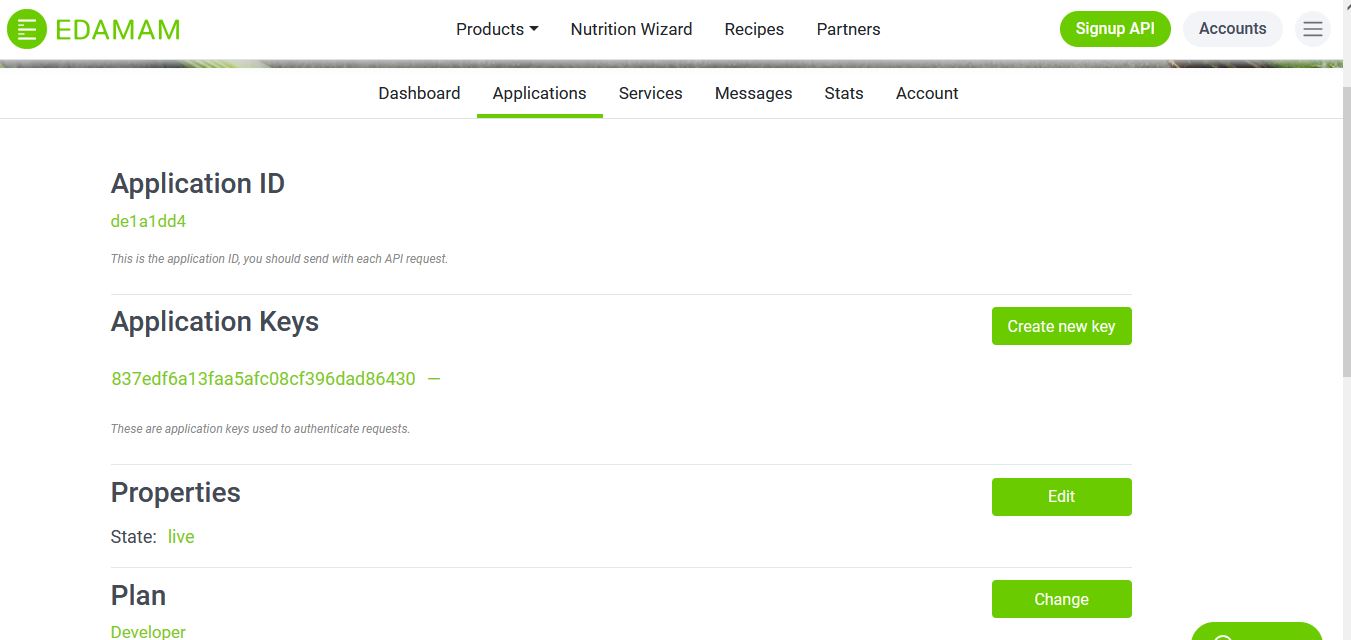 EDAMAM
Products Nutrition Wizard Recipes Partners Signup API Accounts
Dashboard Applications Services Messages Stats Account
Application ID
de1a1dd4
This is the application ID, you should send with each API request.
Application Keys Create new key
837edf6a13faa5afc08cf396dad86430 —
These are application keys used to authenticate requests.
Properties Edit
State: live
Plan Change
Developer